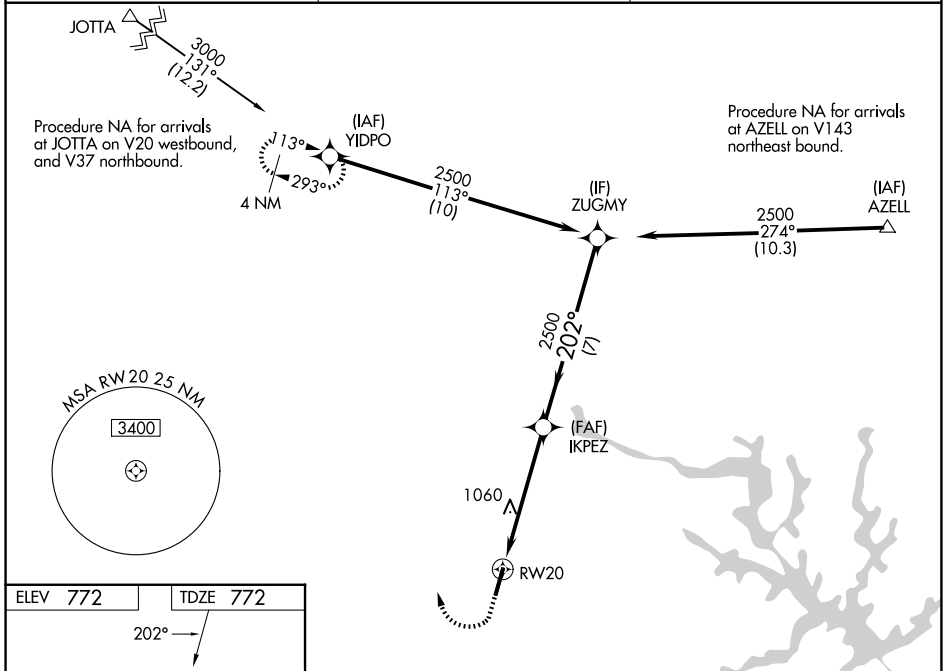 JOTTA
3000
131°
(12.2)
Procedure NA for arrivals
at JOTTA on V20 westbound,
and V37 northbound.
(IAF)
YIDPO
113°
293°
4 NM
2500
113°
(10)
(IF)
ZUGMY
Procedure NA for arrivals
at AZELL on V143
northeast bound.
(IAF)
AZELL
2500
274°
(10.3)
2500
202°
(7)
MSA RW20 25 NM
3400
(FAF)
IKPEZ
1060
RW20
ELEV 772
TDZE 772
202°